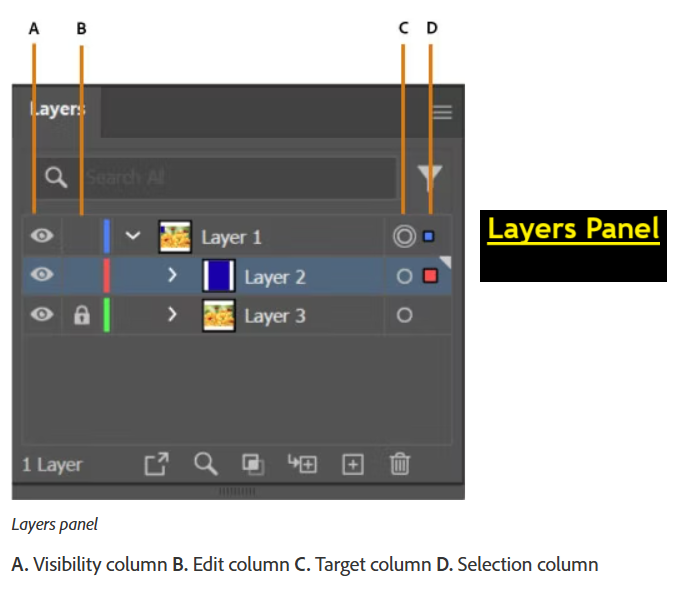 A B C D
Layers
Search All
Layer 1
Layers Panel
Layer 2
Layer 3
1 Layer
Layers panel
A. Visibility column B. Edit column C. Target column D. Selection column